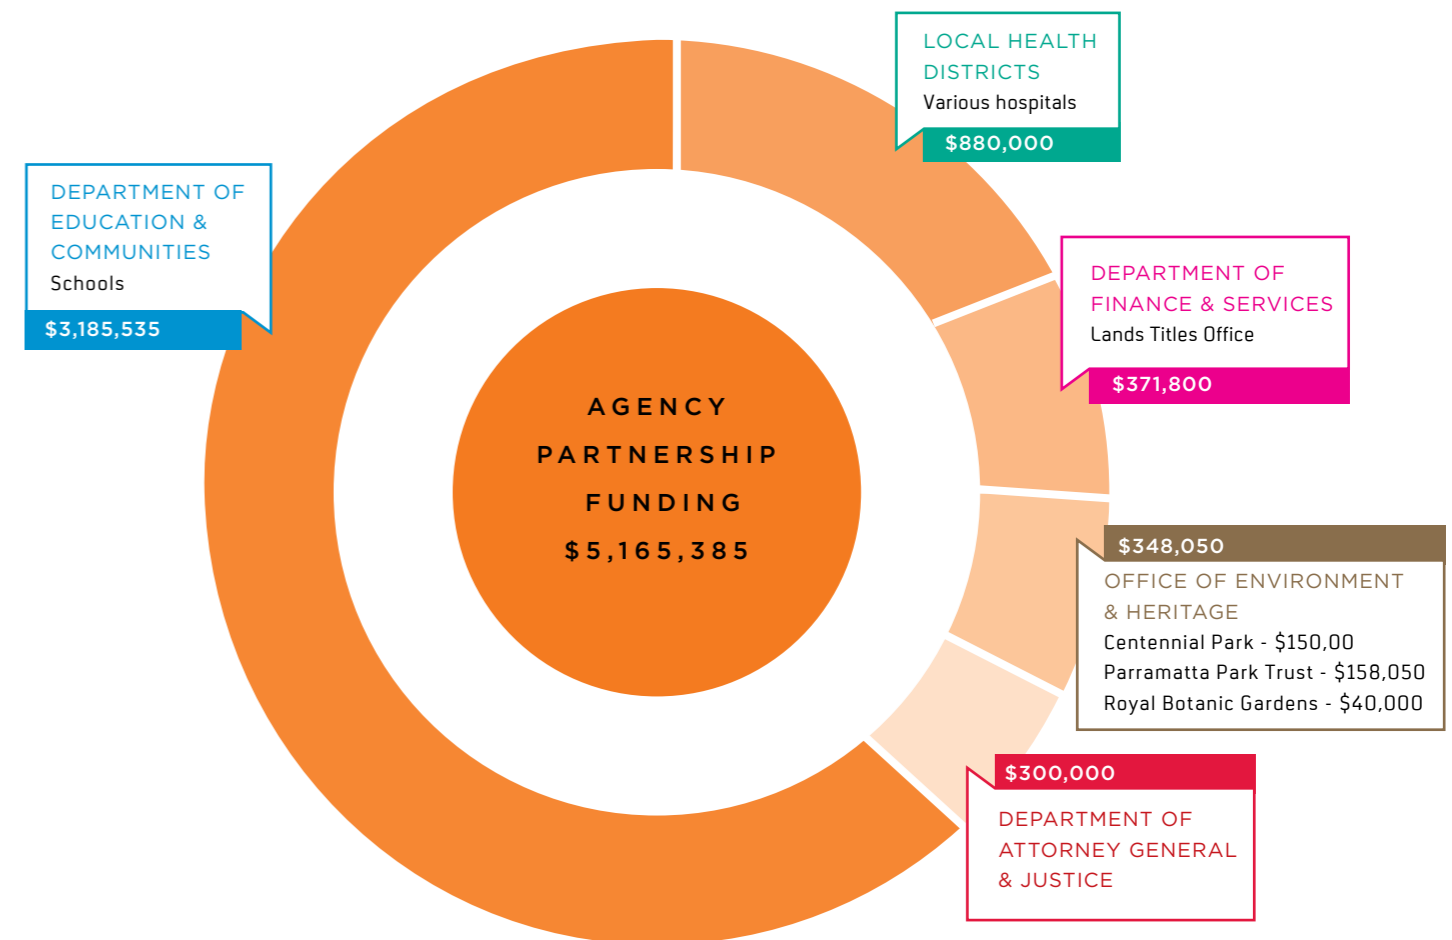 LOCAL HEALTH
DISTRICTS
Various hospitals
$880,000
DEPARTMENT OF
EDUCATION &
COMMUNITIES
Schools
$3,185,535
DEPARTMENT OF
FINANCE & SERVICES
Lands Titles Office
$371,800
AGENCY
PARTNERSHIP
FUNDING
$5,165,385
$348,050
OFFICE OF ENVIRONMENT
& HERITAGE
Centennial Park - $150,00
Parramatta Park Trust - $158,050
Royal Botanic Gardens - $40,000
$300,000
DEPARTMENT OF
ATTORNEY GENERAL
& JUSTICE